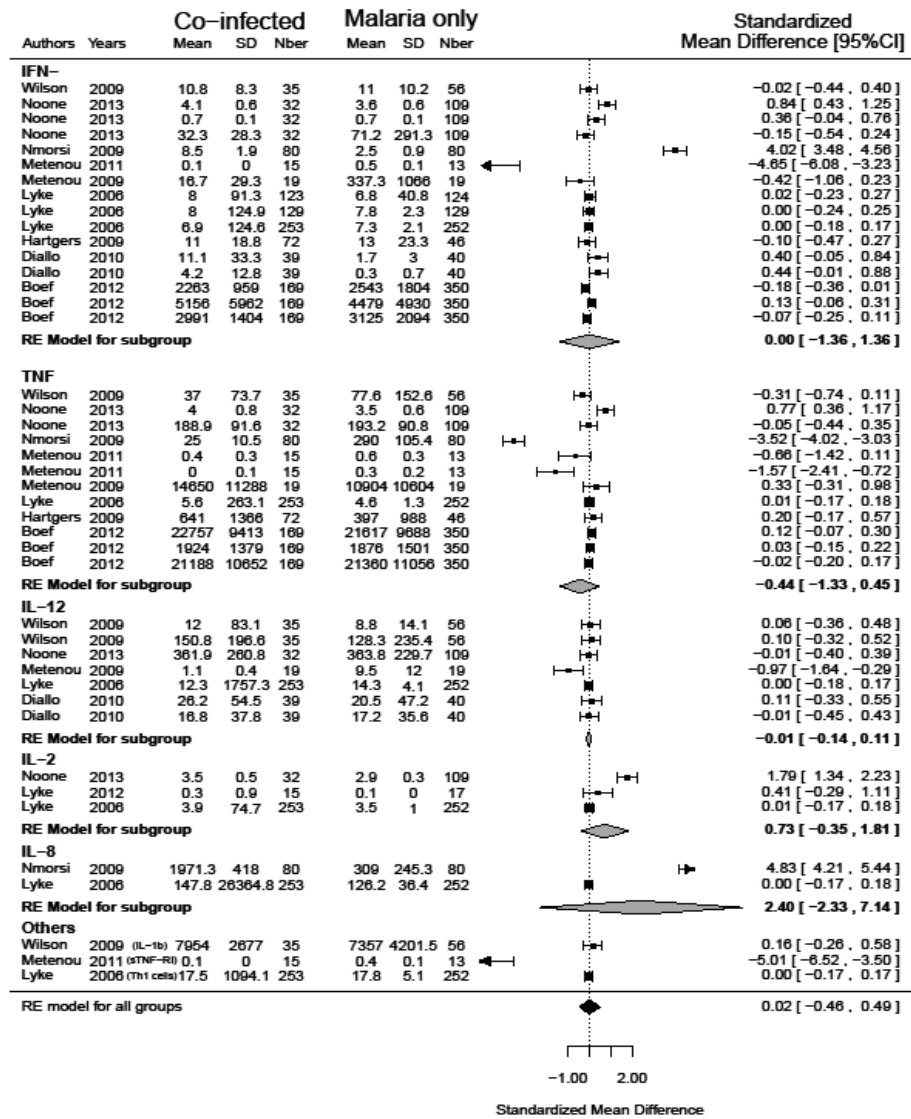 Co-infected Malaria only Standardized
Authors Years Mean SD Nber Mean SD Nber Mean Difference [95%CI]
IFN-
Wilson 2009 10.8 8.3 35 11 10.2 56 -0.02 [ -0.44 , 0.40 ]
Noone 2013 4.1 0.6 32 3.6 0.6 109 0.84 [ 0.43 , 1.25 ]
Noone 2013 0.7 0.1 32 0.7 0.1 109 0.36 [ -0.04 , 0.76 ]
Noone 2013 32.3 28.3 32 71.2 291.3 109 -0.15 [ -0.54 , 0.24 ]
Nmorsi 2009 8.5 1.9 80 2.5 0.9 80 4.02 [ 3.48 , 4.56 ]
Metenou 2011 0.1 0 15 0.5 0.1 13 -4.65 [ -6.08 , -3.23 ]
Metenou 2009 16.7 29.3 19 337.3 1066 19 -0.42 [ -1.06 , 0.23 ]
Lyke 2006 8 91.3 123 6.8 40.8 124 0.02 [ -0.23 , 0.27 ]
Lyke 2006 8 124.9 129 7.8 2.3 129 0.00 [ -0.24 , 0.25 ]
Lyke 2006 6.9 124.6 253 7.3 2.1 252 0.00 [ -0.18 , 0.17 ]
Hartgers 2009 11 18.8 72 13 23.3 46 -0.10 [ -0.47 , 0.27 ]
Diallo 2010 11.1 33.3 39 1.7 3 40 0.40 [ -0.05 , 0.84 ]
Diallo 2010 4.2 12.8 39 0.3 0.7 40 0.44 [ -0.01 , 0.88 ]
Boef 2012 2263 959 169 2543 1804 350 -0.18 [ -0.36 , 0.01 ]
Boef 2012 5156 5962 169 4479 4930 350 0.13 [ -0.06 , 0.31 ]
Boef 2012 2991 1404 169 3125 2094 350 -0.07 [ -0.25 , 0.11 ]
RE Model for subgroup 0.00 [ -1.36 , 1.36 ]
TNF
Wilson 2009 37 73.7 35 77.6 152.6 56 -0.31 [ -0.74 , 0.11 ]
Noone 2013 4 0.8 32 3.5 0.6 109 0.77 [ 0.36 , 1.17 ]
Noone 2013 188.9 91.6 32 193.2 90.8 109 -0.05 [ -0.44 , 0.35 ]
Nmorsi 2009 25 10.5 80 290 105.4 80 -3.52 [ -4.02 , -3.03 ]
Metenou 2011 0.4 0.3 15 0.6 0.3 13 -0.66 [ -1.42 , 0.11 ]
Metenou 2011 0 0.1 15 0.3 0.2 13 -1.57 [ -2.41 , -0.72 ]
Metenou 2009 14650 11288 19 10904 10604 19 0.33 [ -0.31 , 0.98 ]
Lyke 2006 5.6 263.1 253 4.6 1.3 252 0.01 [ -0.17 , 0.18 ]
Hartgers 2009 641 1366 72 397 988 46 0.20 [ -0.17 , 0.57 ]
Boef 2012 22757 9413 169 21617 9688 350 0.12 [ -0.07 , 0.30 ]
Boef 2012 1924 1379 169 1876 1501 350 0.03 [ -0.15 , 0.22 ]
Boef 2012 21188 10652 169 21360 11056 350 -0.02 [ -0.20 , 0.17 ]
RE Model for subgroup -0.44 [ -1.33 , 0.45 ]
IL-12
Wilson 2009 12 83.1 35 8.8 14.1 56 0.06 [ -0.36 , 0.48 ]
Wilson 2009 150.8 196.6 35 128.3 235.4 56 0.10 [ -0.32 , 0.52 ]
Noone 2013 361.9 260.8 32 363.8 229.7 109 -0.01 [ -0.40 , 0.39 ]
Metenou 2009 1.1 0.4 19 9.5 12 19 -0.97 [ -1.64 , -0.29 ]
Lyke 2006 12.3 1757.3 253 14.3 4.1 252 0.00 [ -0.18 , 0.17 ]
Diallo 2010 26.2 54.5 39 20.5 47.2 40 0.11 [ -0.33 , 0.55 ]
Diallo 2010 16.8 37.8 39 17.2 35.6 40 -0.01 [ -0.45 , 0.43 ]
RE Model for subgroup -0.01 [ -0.14 , 0.11 ]
IL-2
Noone 2013 3.5 0.5 32 2.9 0.3 109 1.79 [ 1.34 , 2.23 ]
Lyke 2012 0.3 0.9 15 0.1 0 17 0.41 [ -0.29 , 1.11 ]
Lyke 2006 3.9 74.7 253 3.5 1 252 0.01 [ -0.17 , 0.18 ]
RE Model for subgroup 0.73 [ -0.35 , 1.81 ]
IL-8
Nmorsi 2009 1971.3 418 80 309 245.3 80 4.83 [ 4.21 , 5.44 ]
Lyke 2006 147.8 26364.8 253 126.2 36.4 252 0.00 [ -0.17 , 0.18 ]
RE Model for subgroup 2.40 [ -2.33 , 7.14 ]
Others
Wilson 2009 (IL-1b) 7954 2677 35 7357 4201.5 56 0.16 [ -0.26 , 0.58 ]
Metenou 2011 (sTNF-RI) 0.1 0 15 0.4 0.1 13 -5.01 [ -6.52 , -3.50 ]
Lyke 2006 (Th1 cells) 17.5 1094.1 253 17.8 5.1 252 0.00 [ -0.17 , 0.17 ]
RE model for all groups 0.02 [ -0.46 , 0.49 ]
-1.00 2.00
Standardized Mean Difference